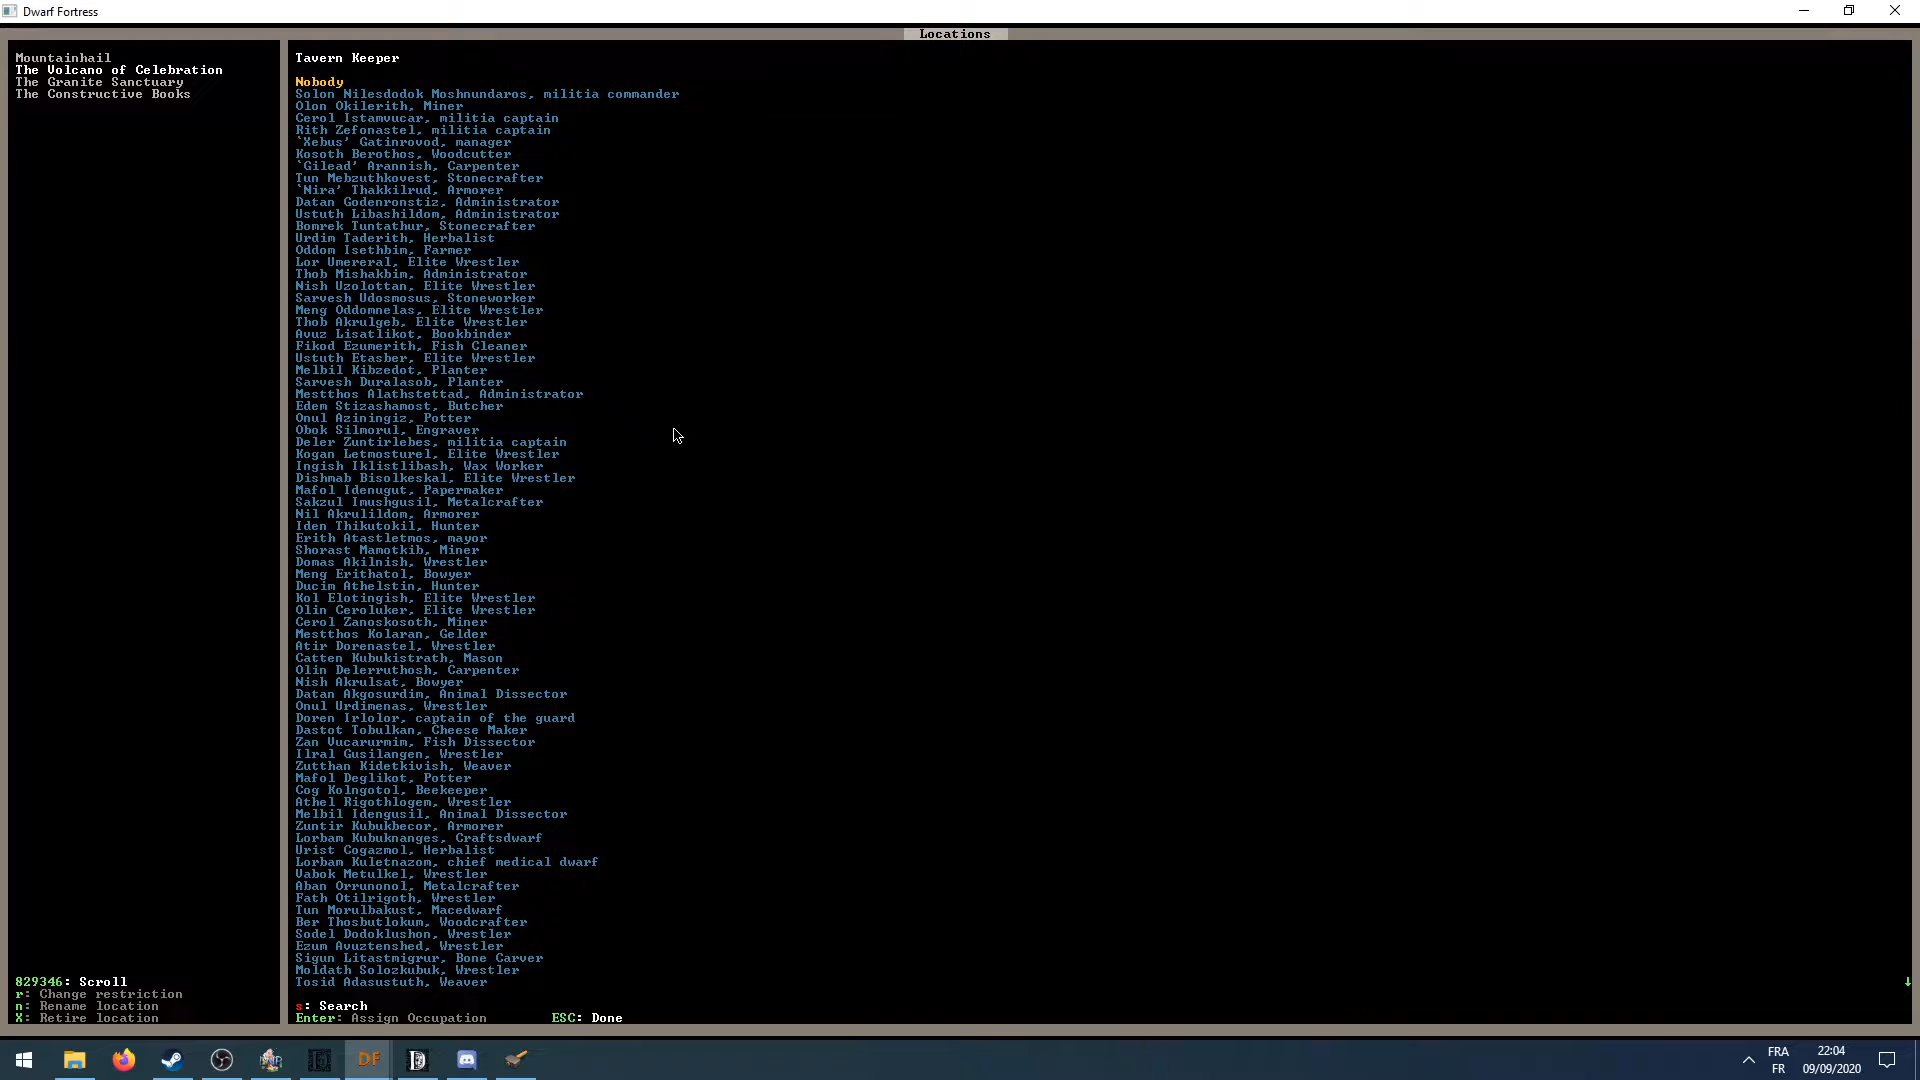 Dwarf Fortress
Locations
Mountainhail
The Volcano of Celebration
The Granite Sanctuary
The Constructive Books
Tavern Keeper
Nobody
Solon Nilesdodok Moshnundaros, militia commander
Olon Okilerith, Miner
Cerol Istamvucar, militia captain
Rith Zefonastel, militia captain
`Xebus' Gatinrovod, manager
Kosoth Berothos, Woodcutter
`Gilead' Arannish, Carpenter
Tun Mebzuthkovest, Stonecrafter
`Nira' Thakkilrud, Armorer
Datan Godenronstiz, Administrator
Ustuth Libashildom, Administrator
Bomrek Tuntathur, Stonecrafter
Urdim Taderith, Herbalist
Oddom Isethbim, Farmer
Lor Umereral, Elite Wrestler
Thob Mishakbim, Administrator
Nish Uzolottan, Elite Wrestler
Sarvesh Udosmosus, Stoneworker
Meng Oddomnelas, Elite Wrestler
Thob Akrulgeb, Elite Wrestler
Avuz Lisatlikot, Bookbinder
Fikod Ezumerith, Fish Cleaner
Ustuth Etasber, Elite Wrestler
Melbil Kibzedot, Planter
Sarvesh Duralasob, Planter
Mestthos Alathstettad, Administrator
Edem Stizashamost, Butcher
Onul Aziningiz, Potter
Obok Silmorul, Engraver
Deler Zuntirlebes, militia captain
Kogan Letmosturel, Elite Wrestler
Ingish Iklistlibash, Wax Worker
Dishmab Bisolkeskal, Elite Wrestler
Mafol Idenugut, Papermaker
Sakzul Imushgusil, Metalcrafter
Nil Akrulildom, Armorer
Iden Thikutokil, Hunter
Erith Atastletmos, mayor
Shorast Mamotkib, Miner
Domas Akilnish, Wrestler
Meng Erithatol, Bowyer
Ducim Athelstin, Hunter
Kol Elotingish, Elite Wrestler
Olin Ceroluker, Elite Wrestler
Cerol Zanoskosoth, Miner
Mestthos Kolaran, Gelder
Atir Dorenastel, Wrestler
Catten Kubukistrath, Mason
Olin Delerruthosh, Carpenter
Nish Akrulsat, Bowyer
Datan Akgosurdim, Animal Dissector
Onul Urdimenas, Wrestler
Doren Irlolor, captain of the guard
Dastot Tobulkan, Cheese Maker
Zan Vucarurmim, Fish Dissector
Ilral Gusilangen, Wrestler
Zutthan Kidetkivish, Weaver
Mafol Deglikot, Potter
Cog Kolngotol, Beekeeper
Athel Rigothlogem, Wrestler
Melbil Idengusil, Animal Dissector
Zuntir Kubukbecor, Armorer
Lorbam Kubuknanges, Craftsdwarf
Urist Cogazmol, Herbalist
Lorbam Kuletnazom, chief medical dwarf
Vabok Metulkel, Wrestler
Aban Orrunonol, Metalcrafter
Fath Otilrigoth, Wrestler
Tun Morulbakust, Macedwarf
Ber Thosbutlokum, Woodcrafter
Sodel Dodoklushon, Wrestler
Ezum Avuztenshed, Wrestler
Sigun Litastmigrur, Bone Carver
Moldath Solozkubuk, Wrestler
Tosid Adasustuth, Weaver
829346: Scroll
r: Change restriction
n: Rename location
X: Retire location
s: Search
Enter: Assign Occupation ESC: Done
DF
FRA
FR
22:04
09/09/2020